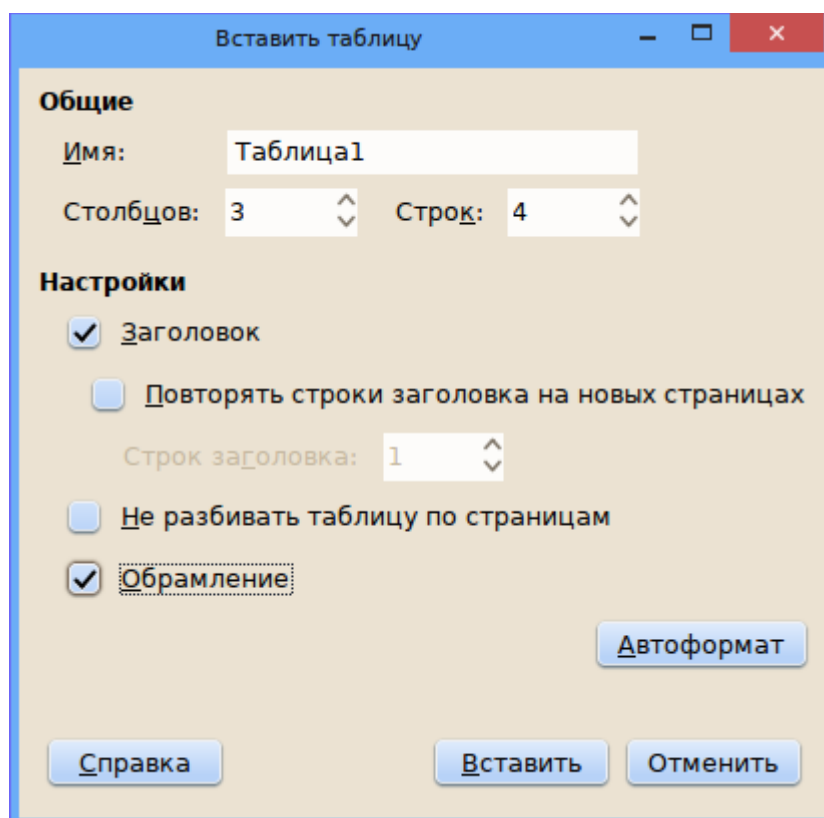 Вставить таблицу
Общие
Имя: Таблица1
Столбцов: 3 Строк: 4
Настройки
Заголовок
Повторять строки заголовка на новых страницах
Строк заголовка: 1
Не разбивать таблицу по страницам
Обрамление
Автоформат
Справка Вставить Отменить